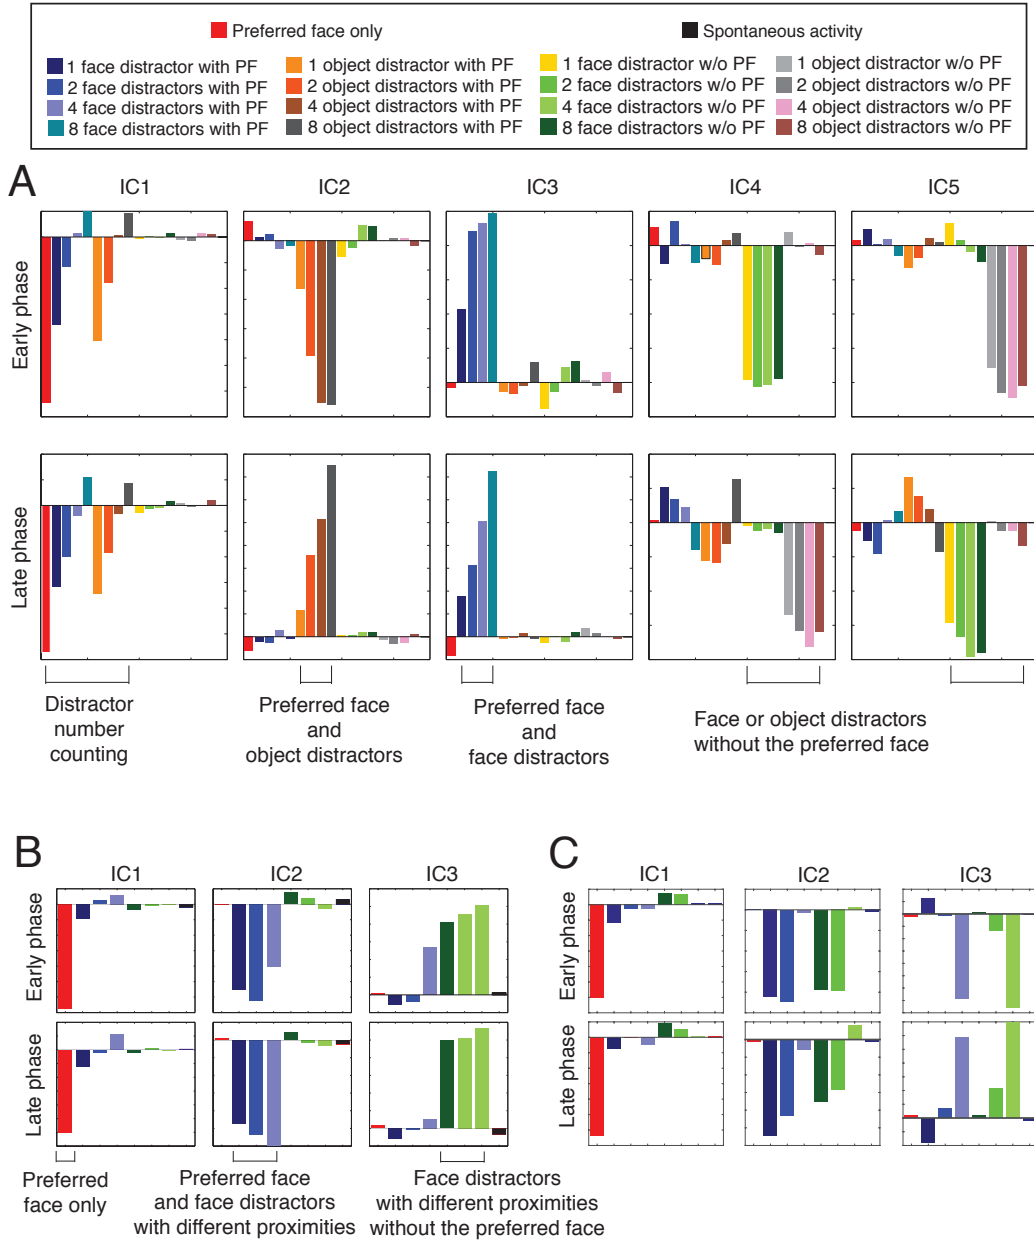 Preferred face only
Spontaneous activity
1 face distractor with PF
2 face distractors with PF
4 face distractors with PF
8 face distractors with PF
1 object distractor with PF
2 object distractors with PF
4 object distractors with PF
8 object distractors with PF
1 face distractor w/o PF
2 face distractors w/o PF
4 face distractors w/o PF
8 face distractors w/o PF
1 object distractor w/o PF
2 object distractors w/o PF
4 object distractors w/o PF
8 object distractors w/o PF
A
IC1
IC2
IC3
IC4
IC5
Early phase
Late phase
Distractor
number
counting
Preferred face
and
object distractors
Preferred face
and
face distractors
Face or object distractors
without the preferred face
B
IC1
IC2
IC3
Early phase
Late phase
Preferred
face only
Preferred face
and face distractors
with different proximities
Face distractors
with different proximities
without the preferred face
C
IC1
IC2
IC3
Early phase
Late phase